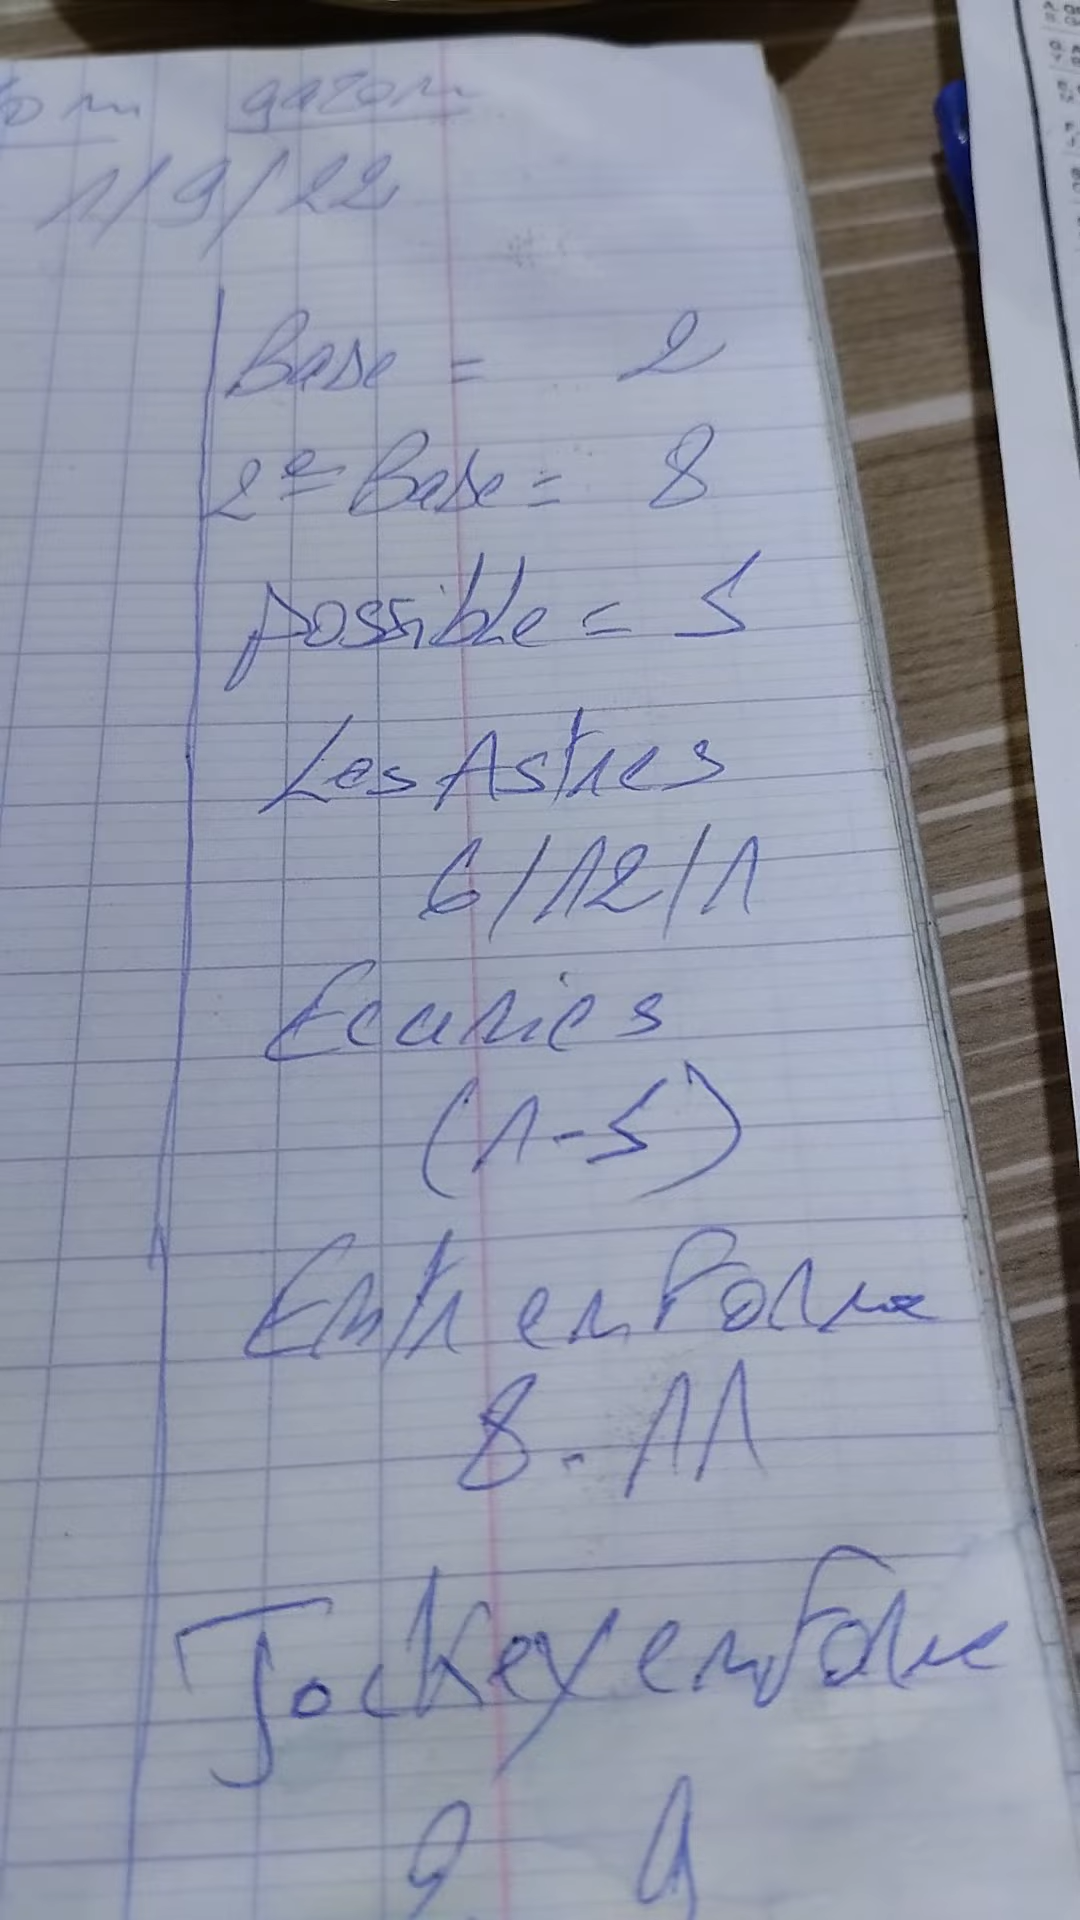 gazon
1/9/22
Base = 2
2e Base = 8
possible = 5
Les Astres
6/12/1
Ecuries
(1-5)
Entr en Forme
8-11
Jockey en Forme